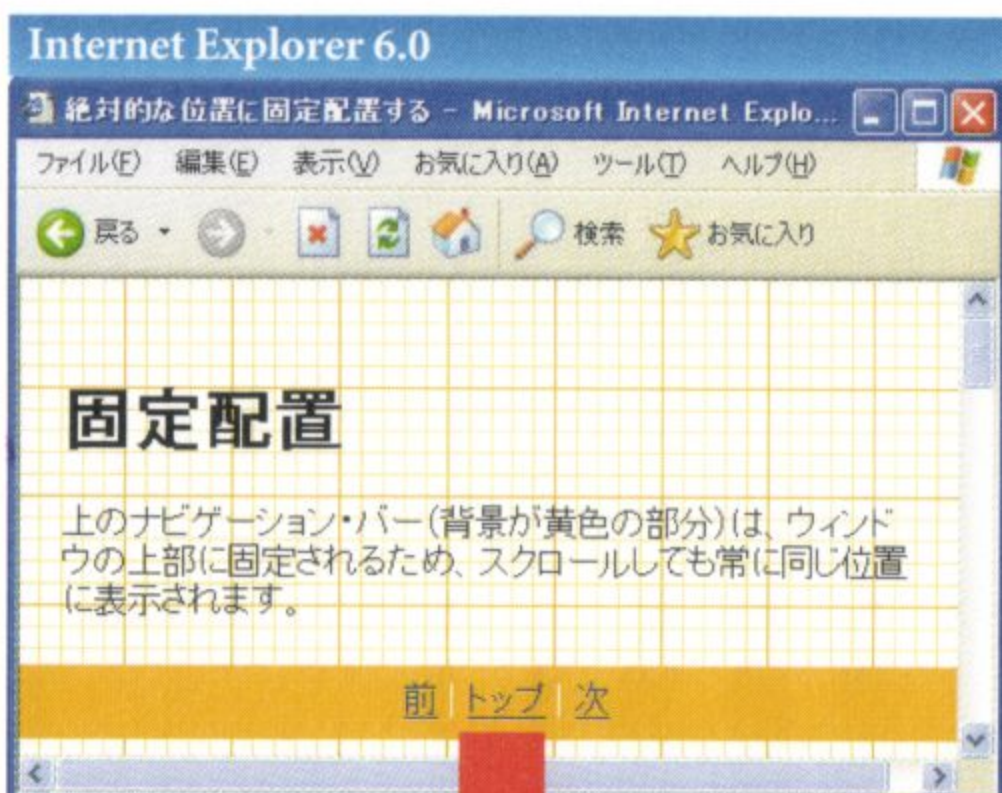 Internet Explorer 6.0
絶対的な位置に固定配置する - Microsoft Internet Explo...
ファイル(F) 編集(E) 表示(V) お気に入り(A) ツール(T) ヘルプ(H)
戻る 検索 お気に入り
固定配置
上のナビゲーション・バー(背景が黄色の部分)は、ウィンド
ウの上部に固定されるため、スクロールしても常に同じ位置
に表示されます。
前 | トップ | 次